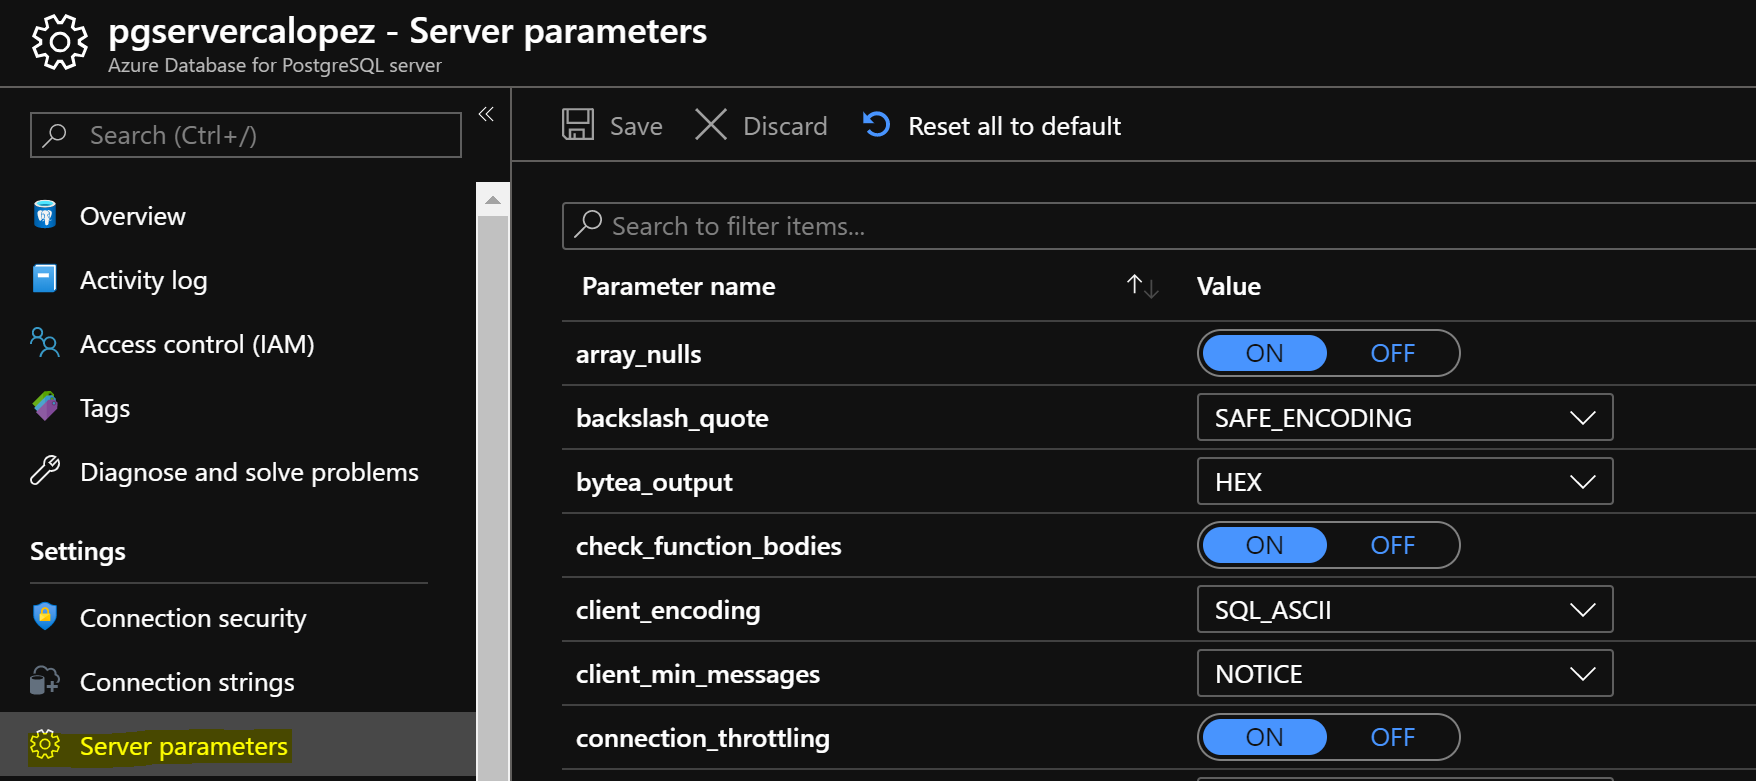 pgservercalopez - Server parameters
Azure Database for PostgreSQL server
Search (Ctrl+/)
«
Overview
Activity log
Access control (IAM)
Tags
Diagnose and solve problems
Settings
Connection security
Connection strings
Server parameters
Save Discard Reset all to default
Search to filter items...
Parameter name ↑↓ Value
array_nulls ON OFF
backslash_quote SAFE_ENCODING
bytea_output HEX
check_function_bodies ON OFF
client_encoding SQL_ASCII
client_min_messages NOTICE
connection_throttling ON OFF